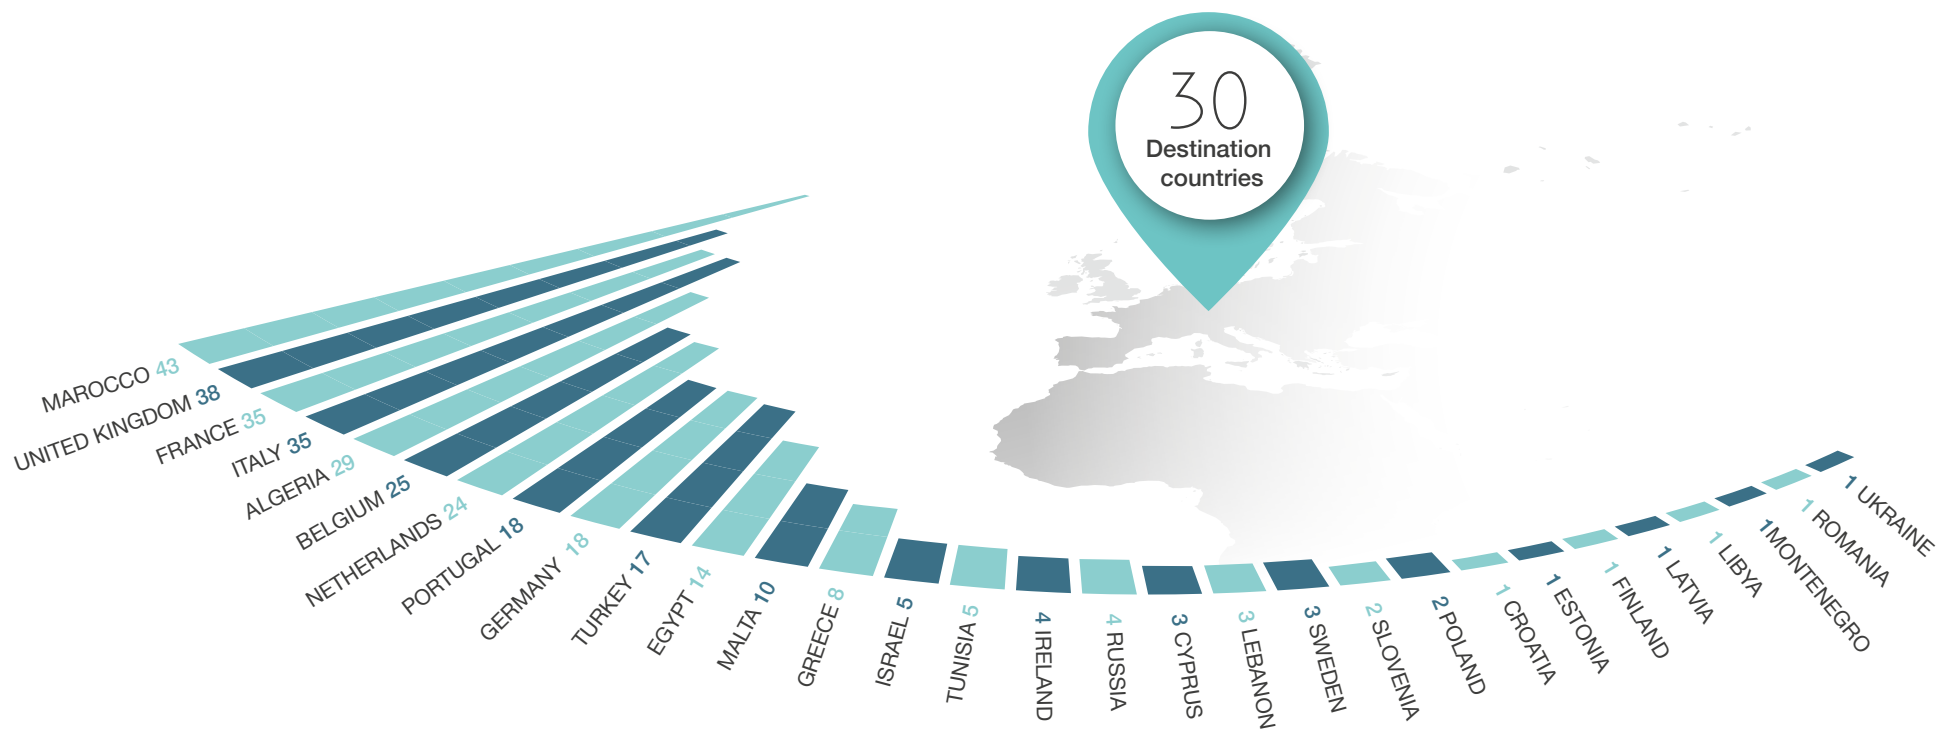 30
Destination
countries
MAROCCO 43
UNITED KINGDOM 38
FRANCE 35
ITALY 35
ALGERIA 29
BELGIUM 25
NETHERLANDS 24
PORTUGAL 18
GERMANY 18
TURKEY 17
EGYPT 14
MALTA 10
GREECE 8
ISRAEL 5
TUNISIA 5
4 IRELAND
4 RUSSIA
3 CYPRUS
3 LEBANON
3 SWEDEN
2 SLOVENIA
2 POLAND
1 CROATIA
1 ESTONIA
1 FINLAND
1 LATVIA
1 LIBYA
1MONTENEGRO
1 ROMANIA
1 UKRAINE